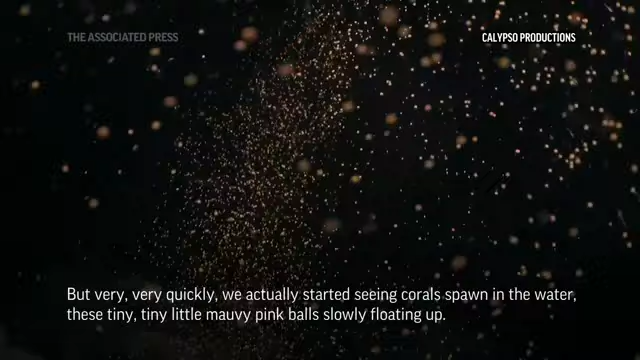 THE ASSOCIATED PRESS
CALYPSO PRODUCTIONS
But very, very quickly, we actually started seeing corals spawn in the water,
these tiny, tiny little mauvy pink balls slowly floating up.